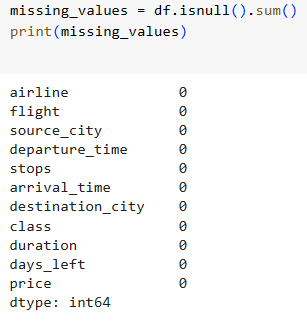 missing_values = df.isnull().sum()
print(missing_values)
airline 0
flight 0
source_city 0
departure_time 0
stops 0
arrival_time 0
destination_city 0
class 0
duration 0
days_left 0
price 0
dtype: int64